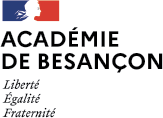 ACADÉMIE
DE BESANÇON
Liberté
Égalité
Fraternité